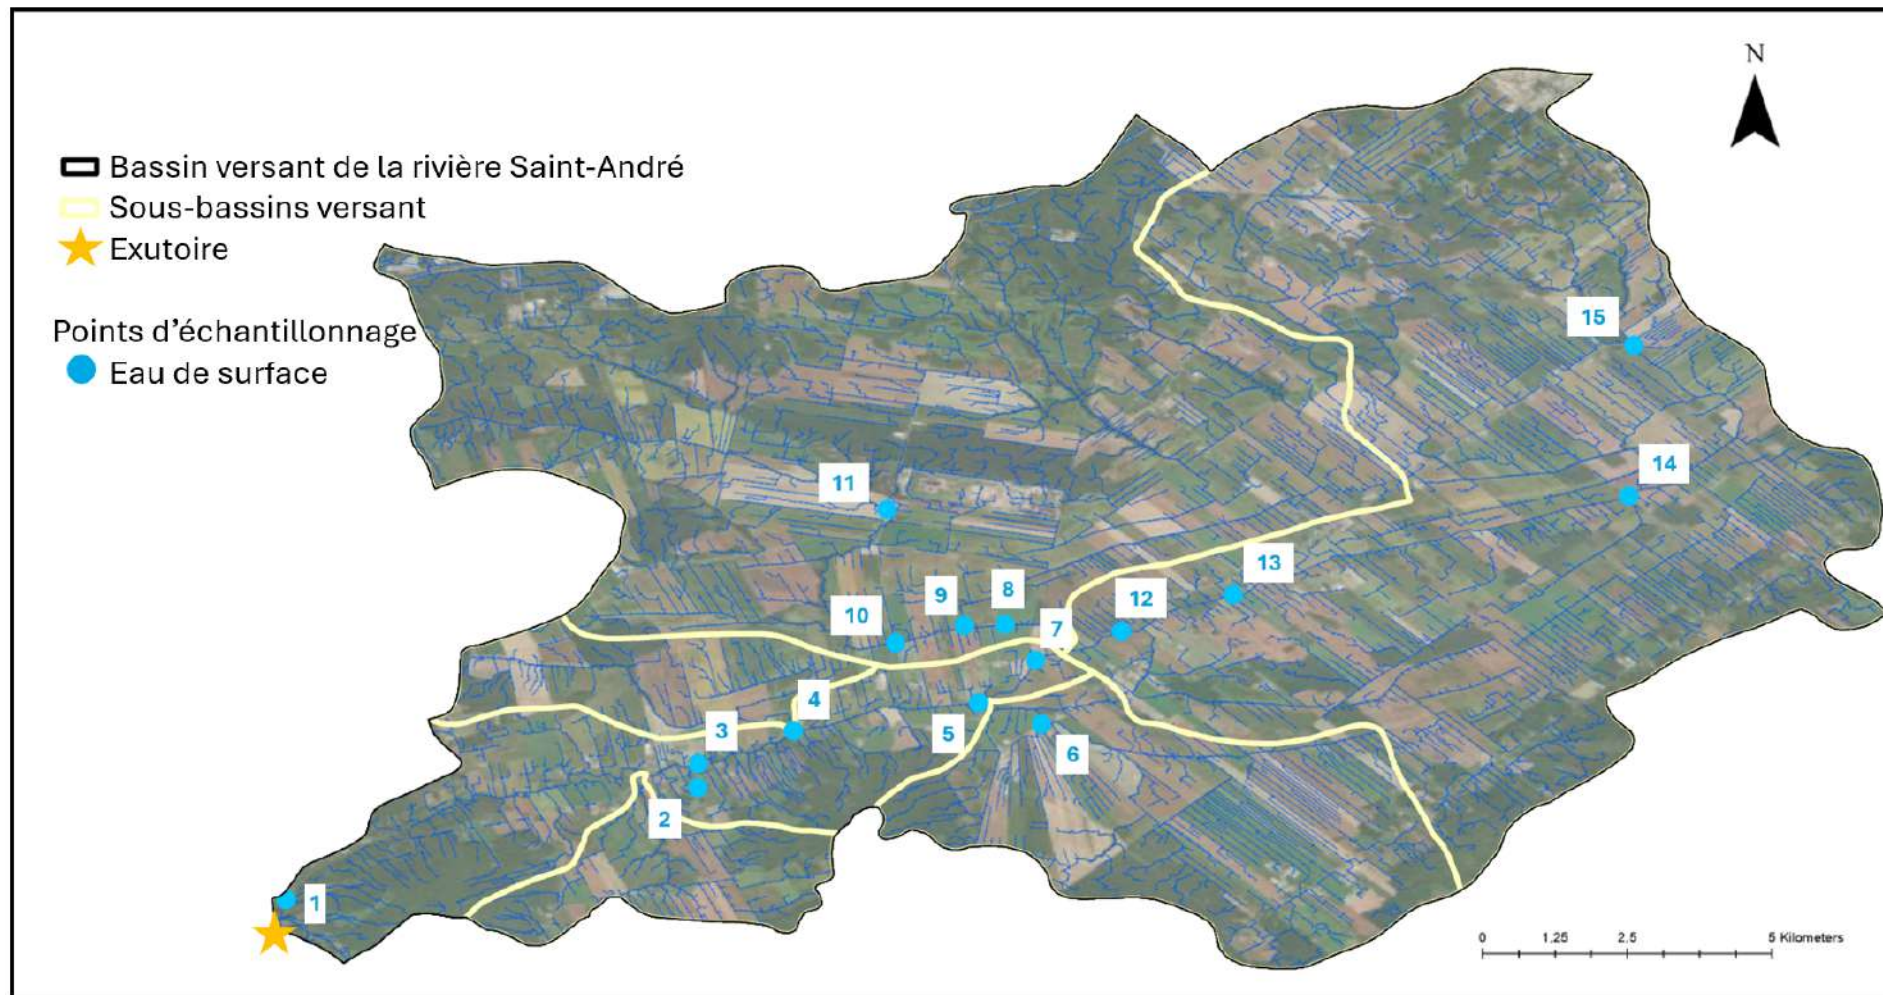 N
Bassin versant de la rivière Saint-André
Sous-bassins versant
Exutoire
Points d'échantillonnage
Eau de surface
15
14
11
13
12
8
9
10
7
4
3
5
6
2
1
0 1.25 2.5 5 Kilometers